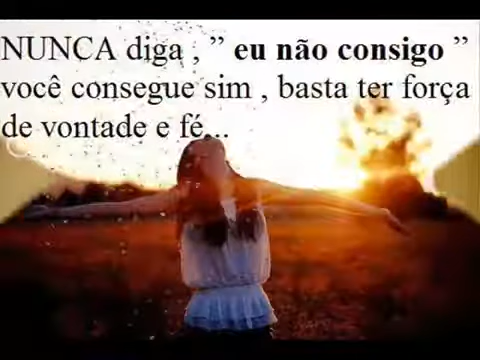 NUNCA diga , ” eu não consigo ”
você consegue sim , basta ter força
de vontade e fé...